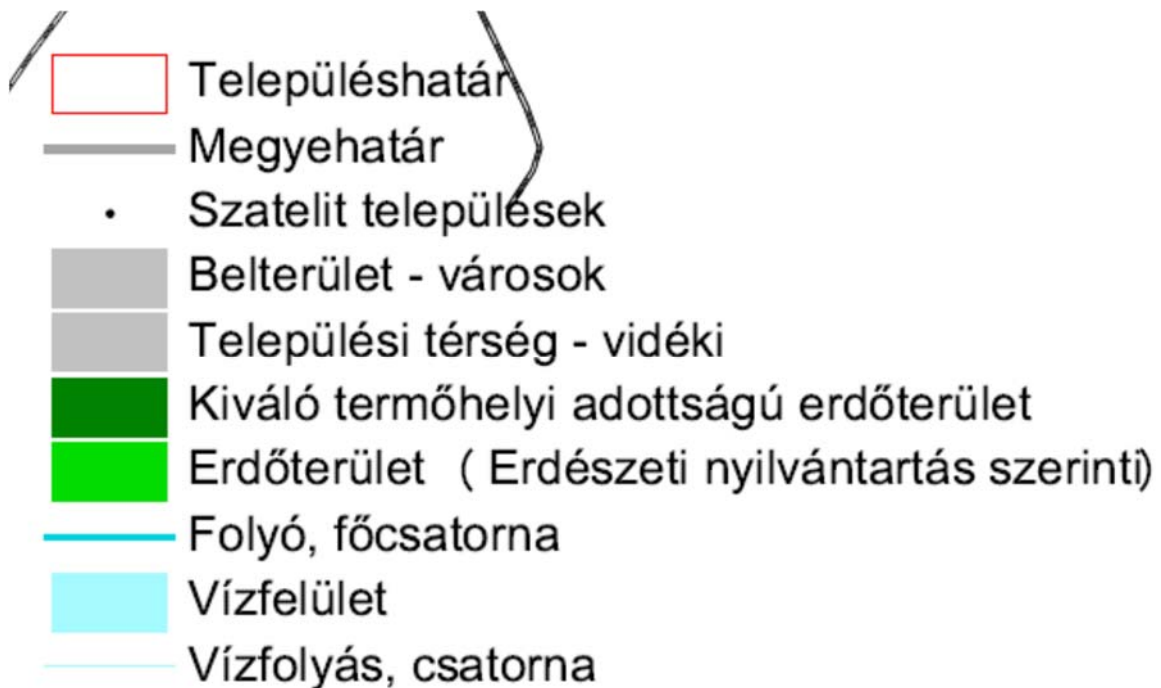 Településhatár
Megyehatár
Szatelit települések
Belterület - városok
Települési térség - vidéki
Kiváló termőhelyi adottságú erdőterület
Erdőterület ( Erdészeti nyilvántartás szerinti)
Folyó, főcsatorna
Vízfelület
Vízfolyás, csatorna